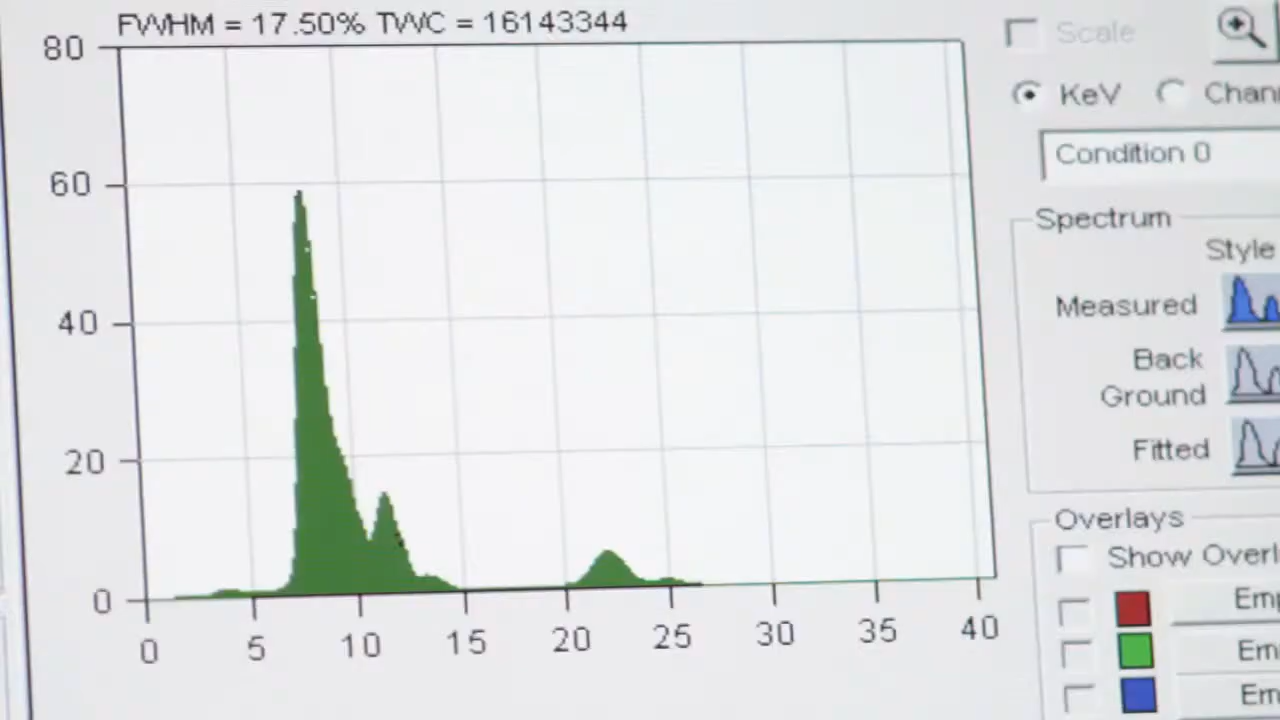 FWHM = 17.50% TWC = 16143344
80
60
40
20
0
0 5 10 15 20 25 30 35 40
Scale
KeV
Condition 0
Spectrum
Style
Measured
Back
Ground
Fitted
Overlays
Show